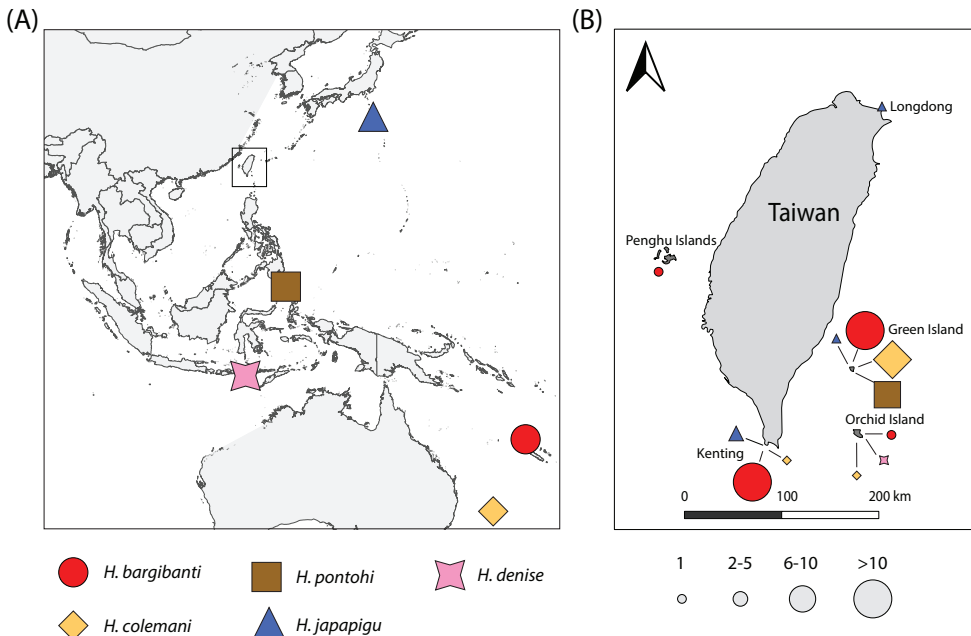 (A)
(B)
Longdong
Taiwan
Penghu Islands
Green Island
Orchid Island
Kenting
0 100 200 km
H. bargibanti
H. pontohi
H. denise
H. colemani
H. japapigu
1 2-5 6-10 >10